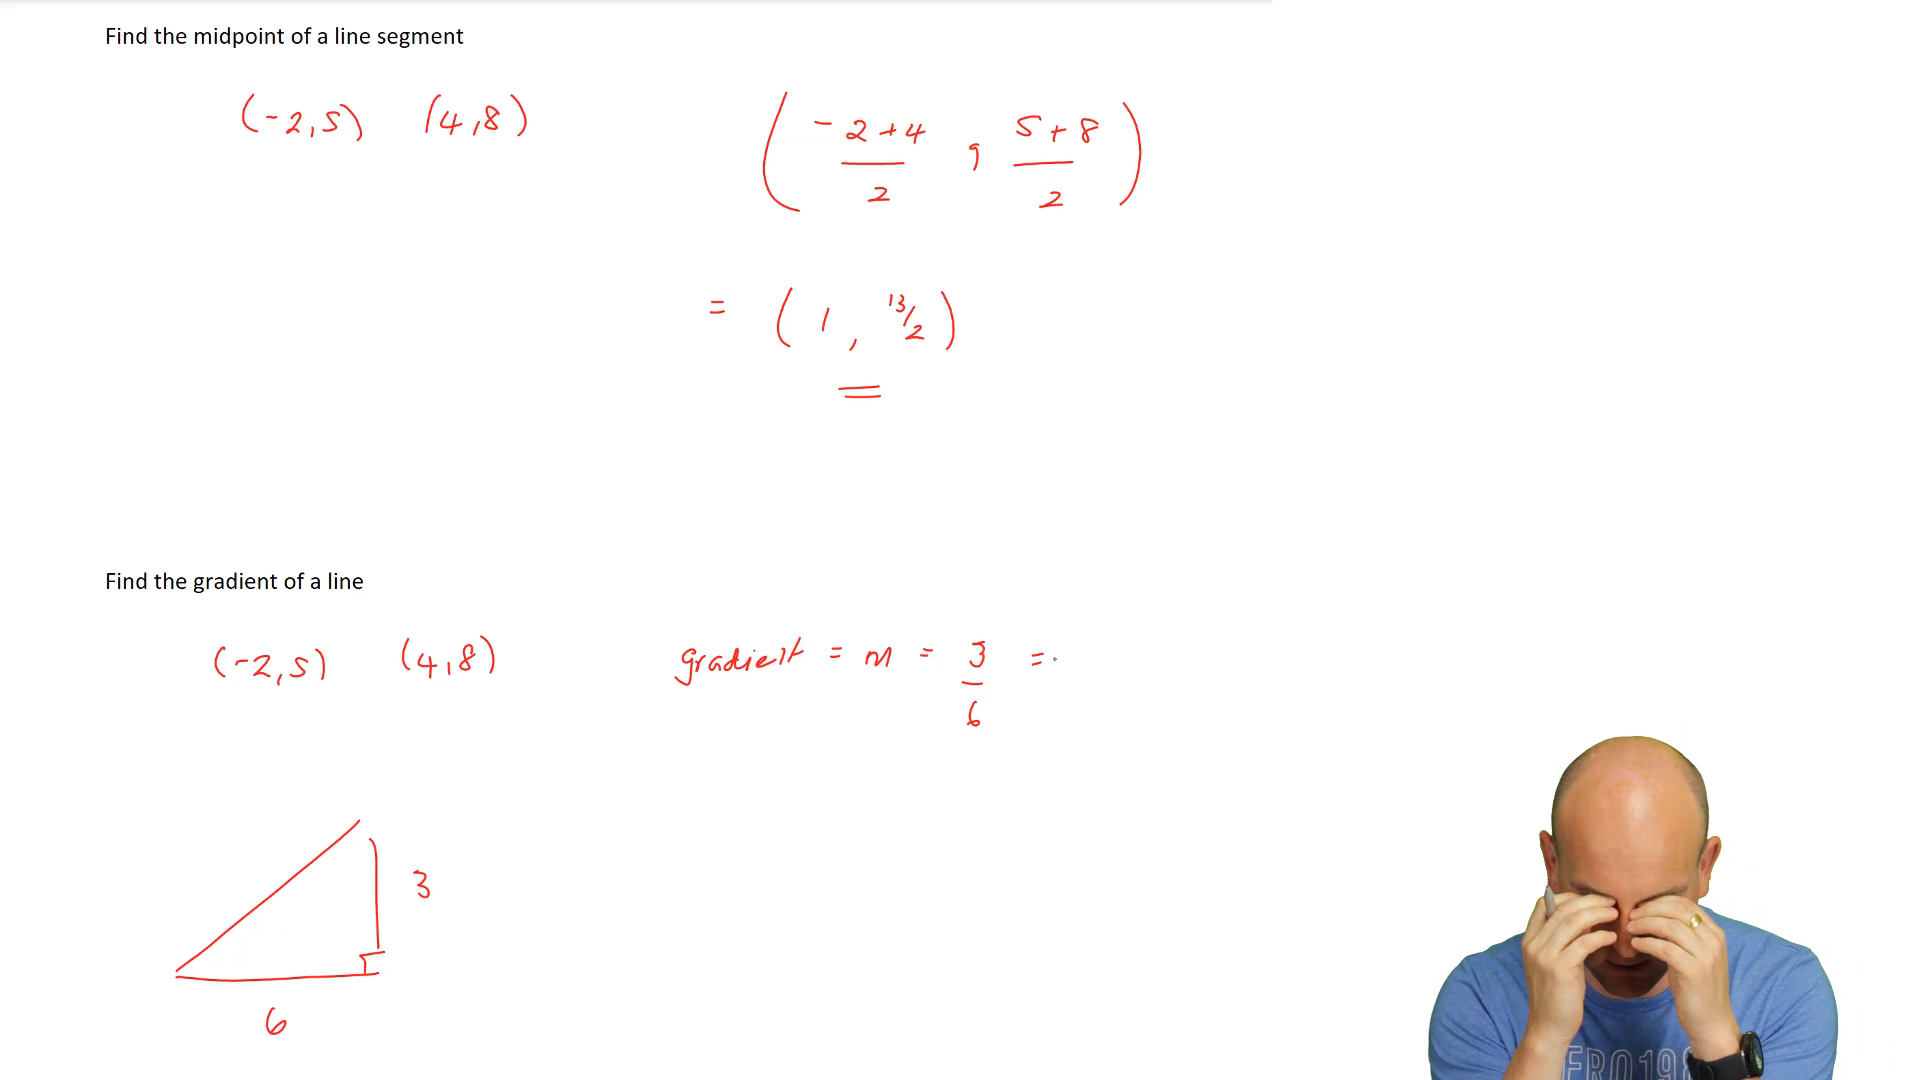 Find the midpoint of a line segment
(-2,5) (4,8) ( -2+4/2 , 5+8/2 )
= ( 1 , 13/2 )
Find the gradient of a line
(-2,5) (4,8) gradient = m = 3/6 =
3
6